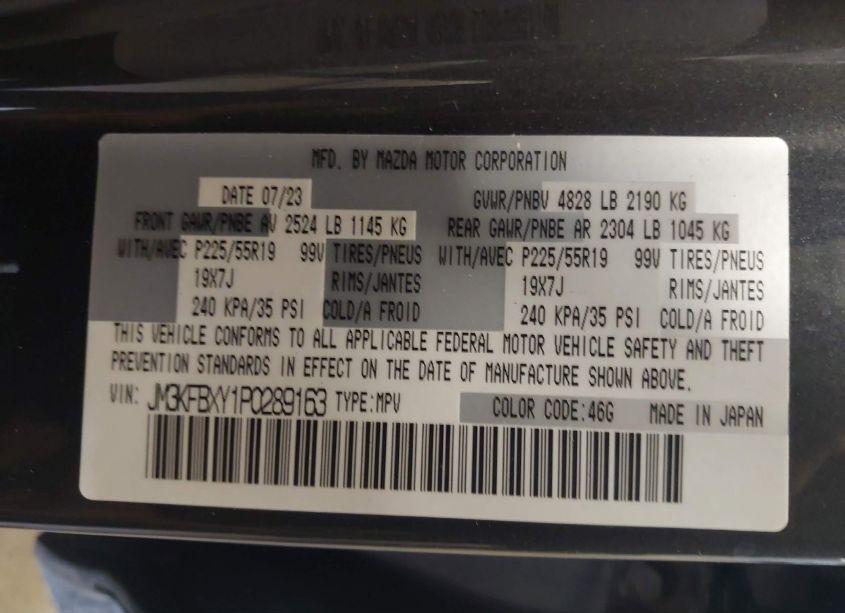 MFD. BY MAZDA MOTOR CORPORATION
DATE 07/23 GVWR/PNBV 4828 LB 2190 KG
FRONT GAWR/PNBE AV 2524 LB 1145 KG REAR GAWR/PNBE AR 2304 LB 1045 KG
WITH/AVEC P225/55R19 99V TIRES/PNEUS WITH/AVEC P225/55R19 99V TIRES/PNEUS
19X7J RIMS/JANTES 19X7J RIMS/JANTES
240 KPA/35 PSI COLD/A FROID 240 KPA/35 PSI COLD/A FROID
THIS VEHICLE CONFORMS TO ALL APPLICABLE FEDERAL MOTOR VEHICLE SAFETY AND THEFT
PREVENTION STANDARDS IN EFFECT ON THE DATE OF MANUFACTURE SHOWN ABOVE.
VIN: JM3KFBXY1P0289163 TYPE:MPV COLOR CODE:46G MADE IN JAPAN